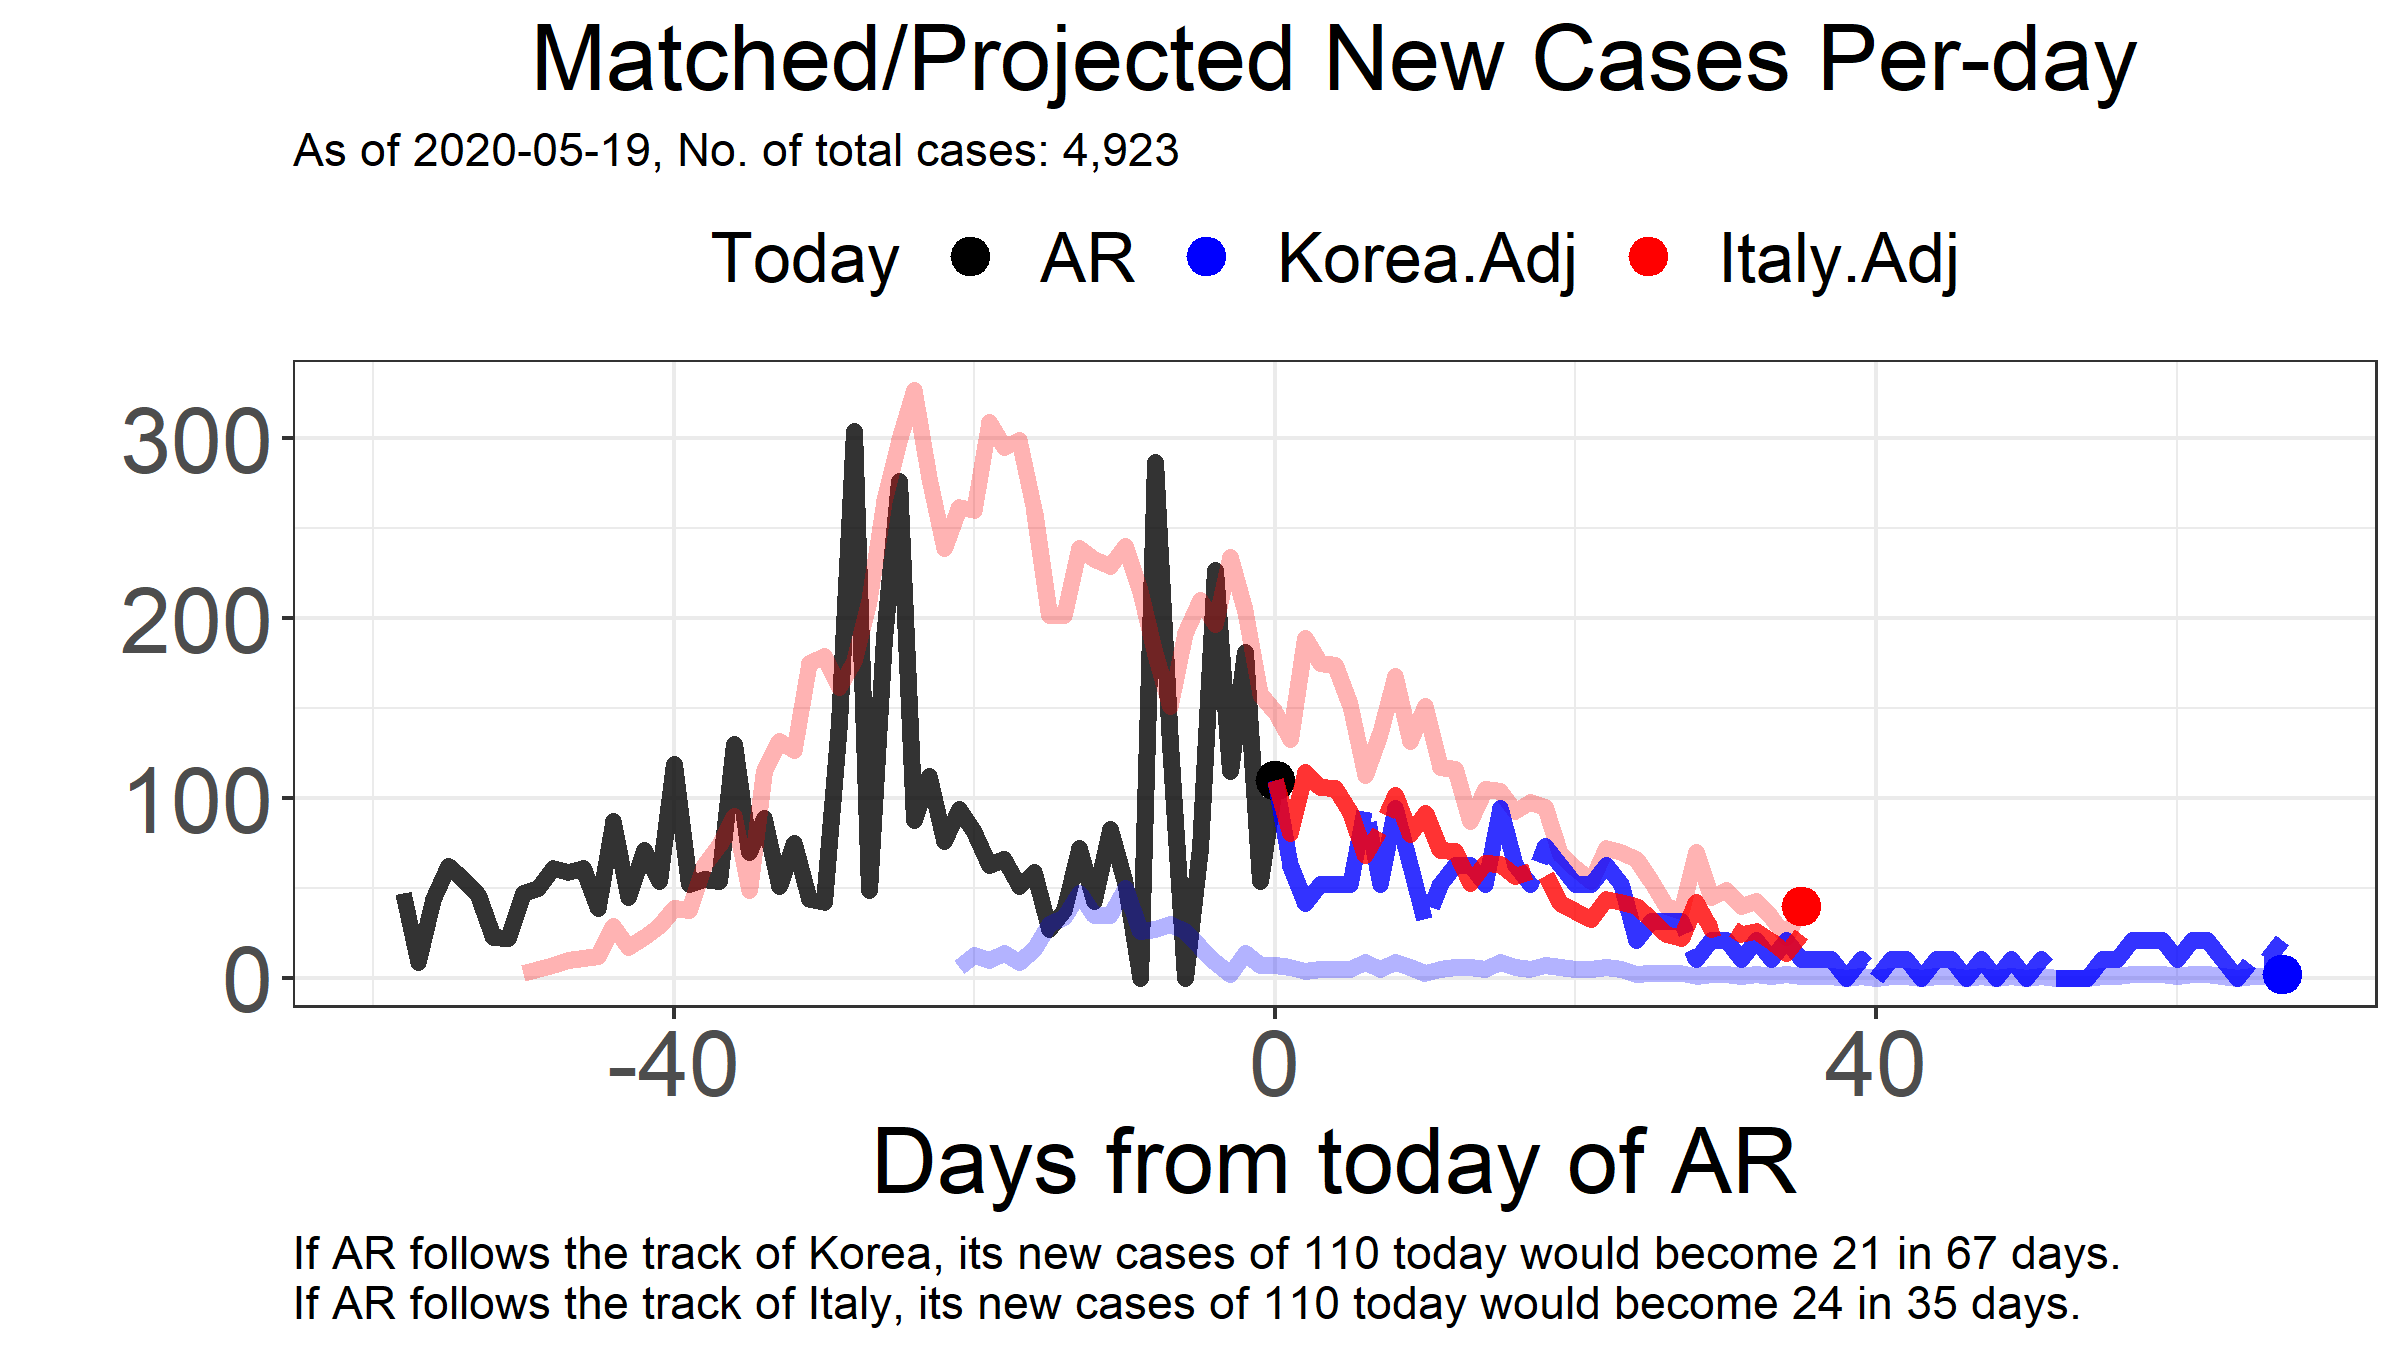 Matched/Projected New Cases Per-day
As of 2020-05-19, No. of total cases: 4,923
Today AR Korea.Adj Italy.Adj
300
200
100
0
-40 0 40
Days from today of AR
If AR follows the track of Korea, its new cases of 110 today would become 21 in 67 days.
If AR follows the track of Italy, its new cases of 110 today would become 24 in 35 days.